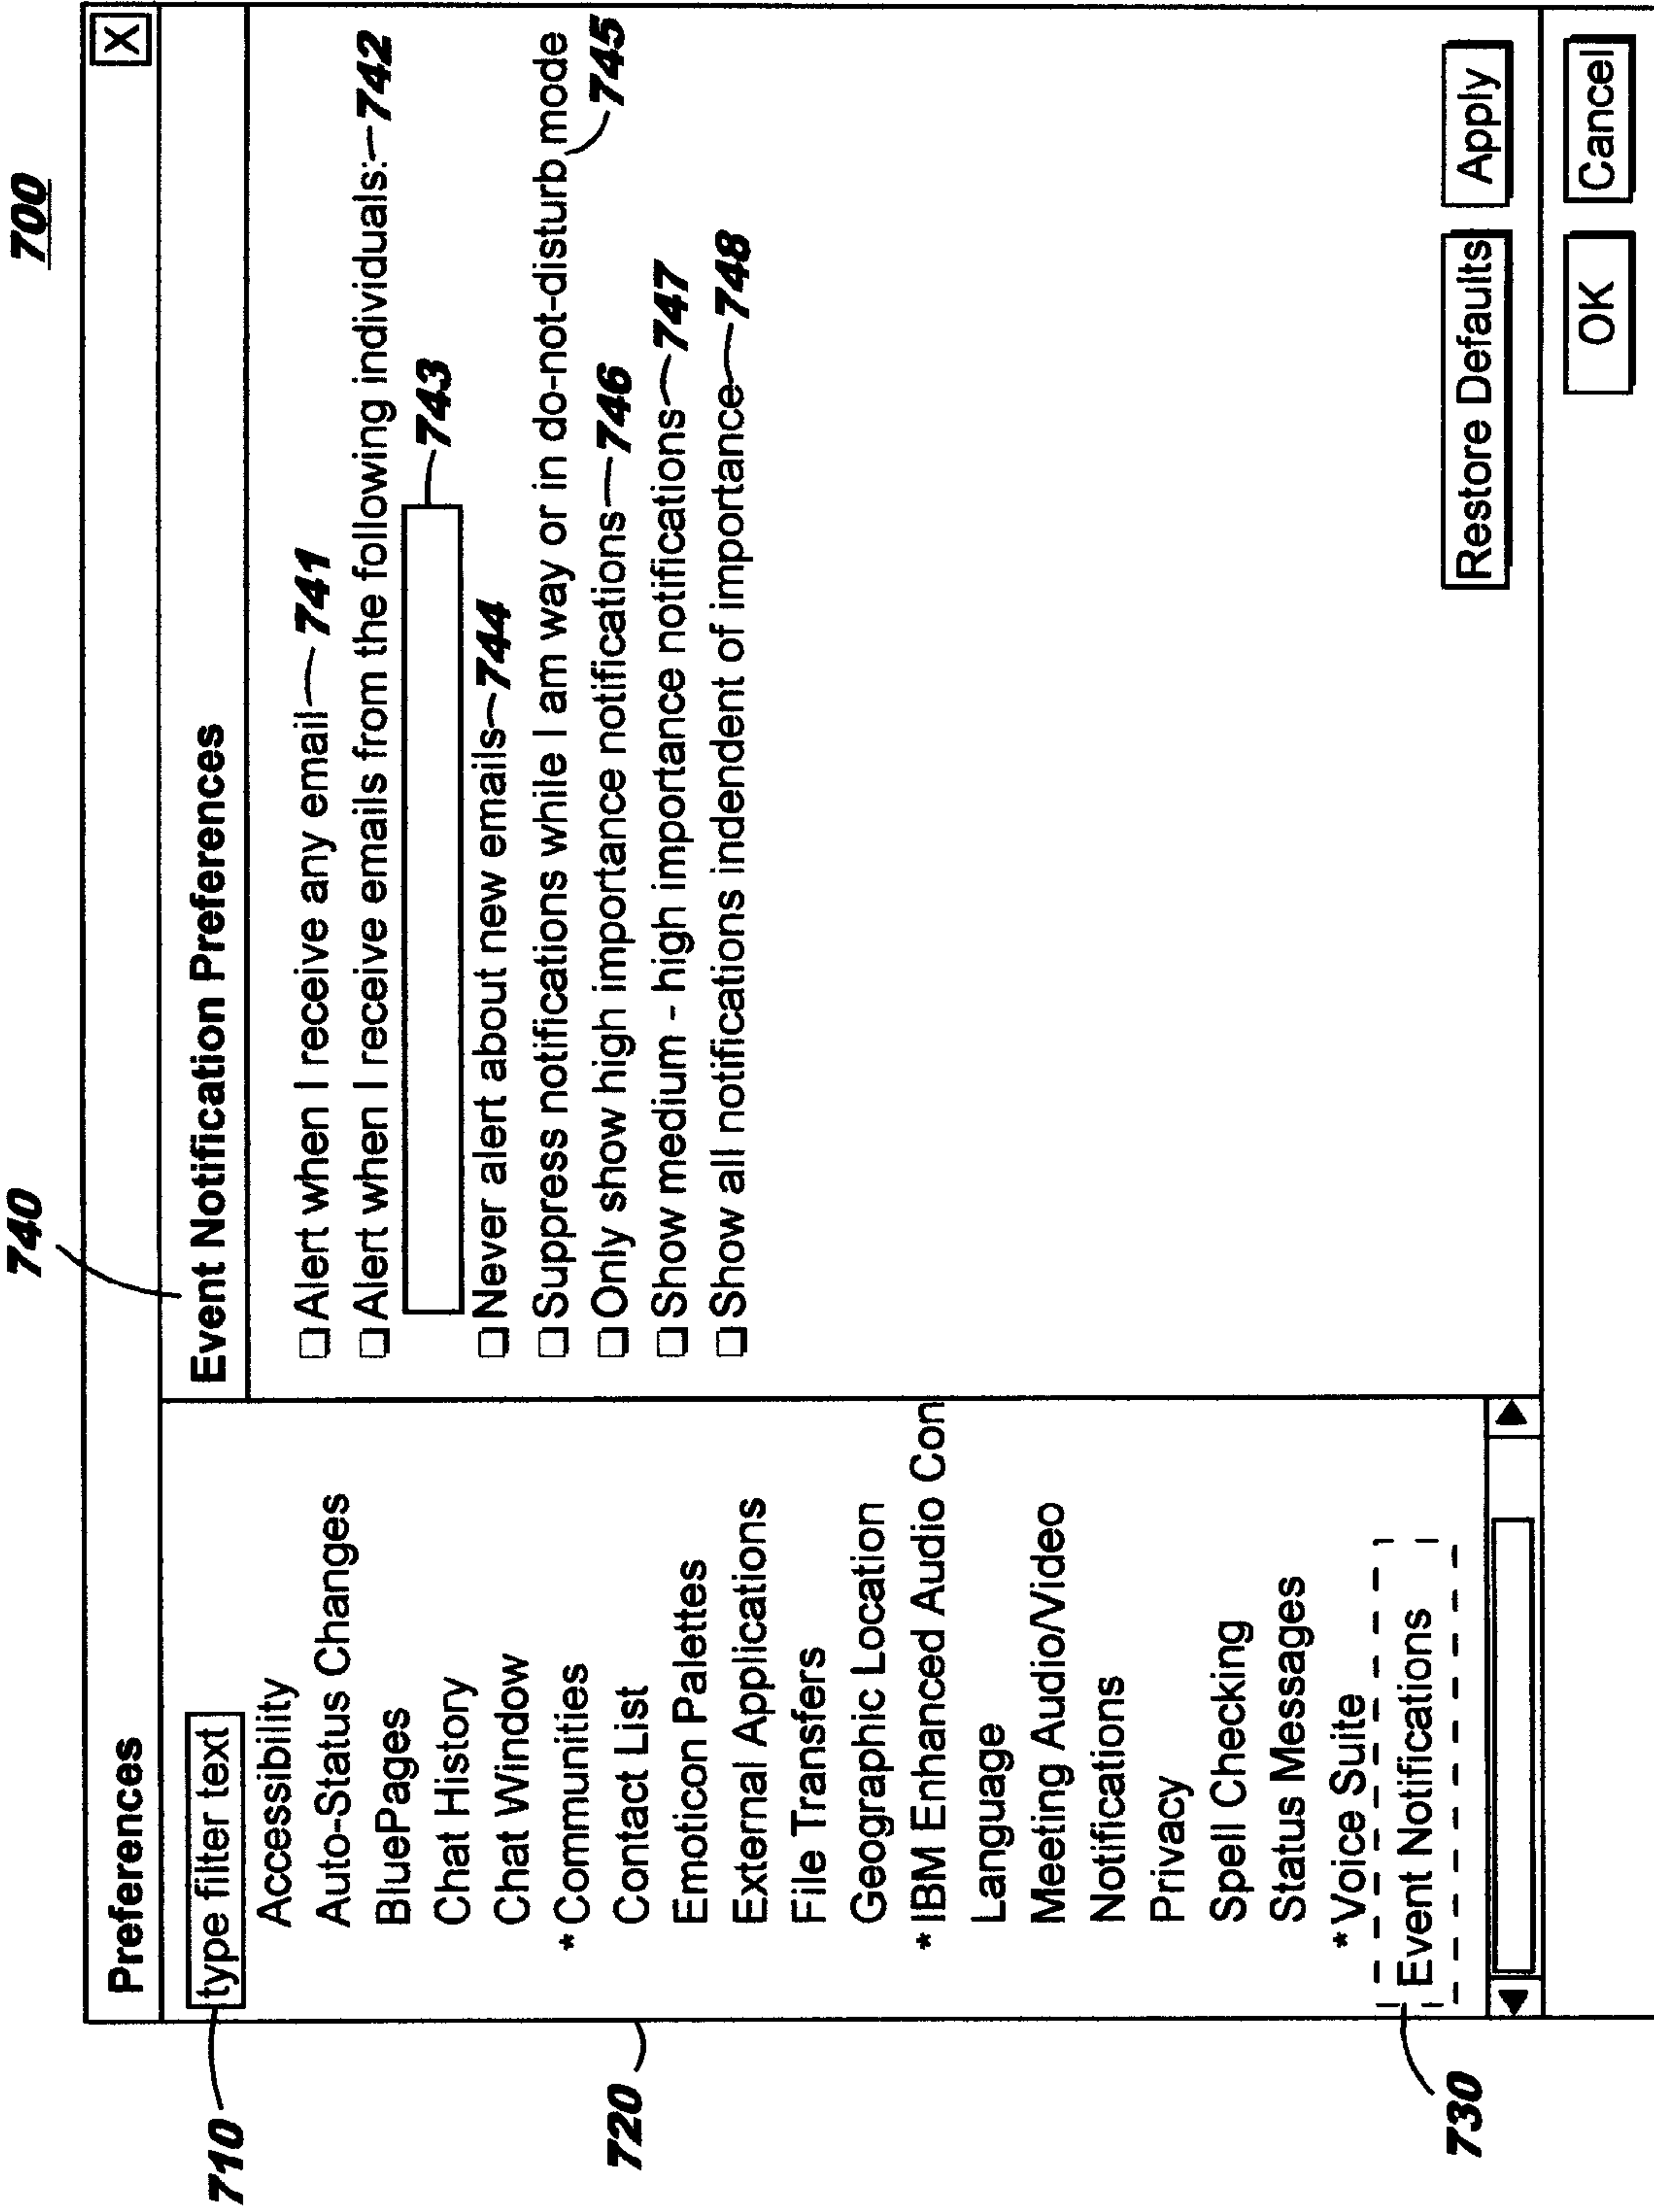 700
740
Preferences
X
710
type filter text
Accessibility
Auto-Status Changes
BluePages
Chat History
Chat Window
* Communities
Contact List
Emoticon Palettes
External Applications
File Transfers
Geographic Location
* IBM Enhanced Audio Con
Language
Meeting Audio/Video
Notifications
Privacy
Spell Checking
Status Messages
* Voice Suite
Event Notifications
720
730
Event Notification Preferences
Alert when I receive any email 741
Alert when I receive emails from the following individuals: 742
743
Never alert about new emails 744
Suppress notifications while I am way or in do-not-disturb mode
745
Only show high importance notifications 746
Show medium - high importance notifications 747
Show all notifications indendent of importance 748
Restore Defaults Apply
OK Cancel